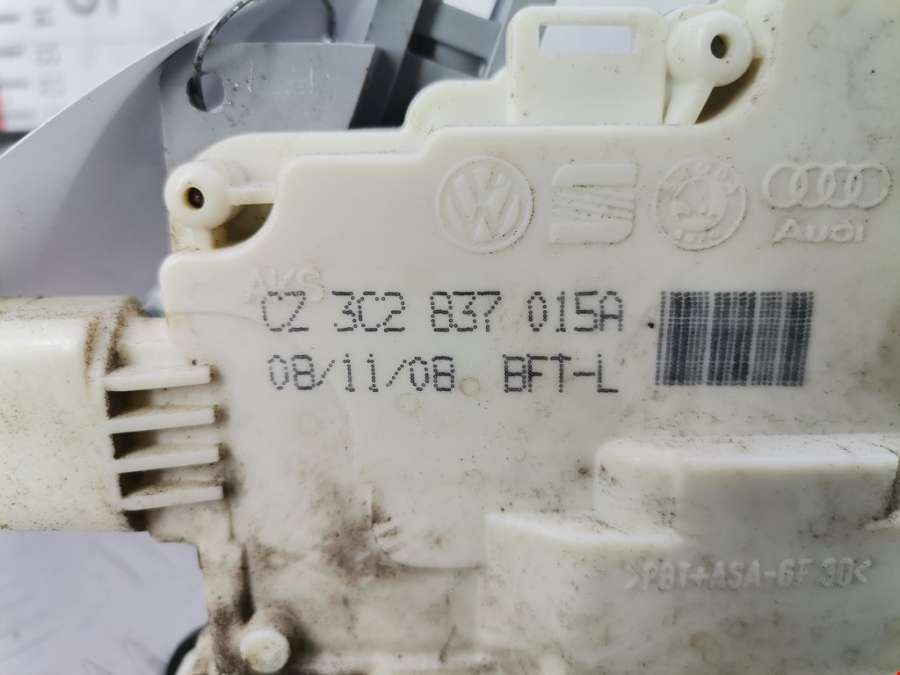 Audi
AKS
CZ 3C2 837 015A
08/11/08 BFT-L
>PBT+ASA-GF 30<